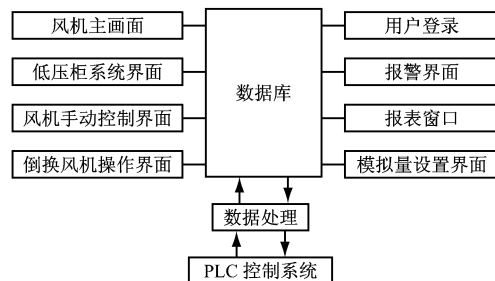 风机主画面
用户登录
低压柜系统界面
报警界面
数据库
风机手动控制界面
报表窗口
倒换风机操作界面
模拟量设置界面
数据处理
PLC 控制系统